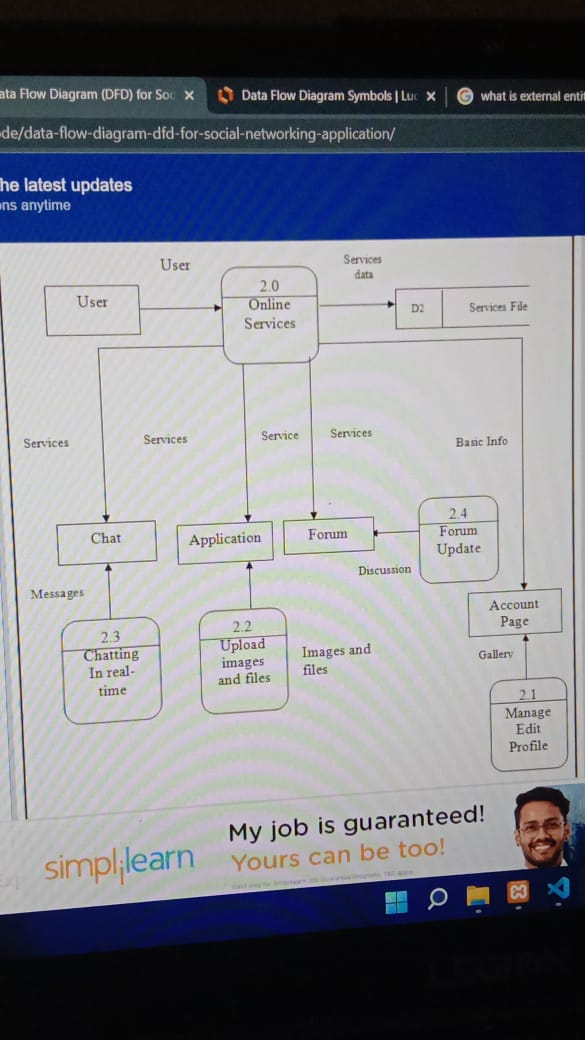 ata Flow Diagram (DFD) for Soc
Data Flow Diagram Symbols | Luc
what is external entit
de/data-flow-diagram-dfd-for-social-networking-application/
he latest updates
ons anytime
User
Services
data
User
2.0
Online
Services
D2
Services File
Services
Services
Service
Services
Basic Info
Chat
Application
Forum
2.4
Forum
Update
Discussion
Messages
Account
Page
2.3
Chatting
In real-
time
2.2
Upload
images
and files
Images and
files
Gallery
2.1
Manage
Edit
Profile
simplilearn
My job is guaranteed!
Yours can be too!